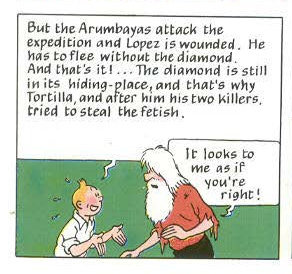 But the Arumbayas attack the
expedition and Lopez is wounded. He
has to flee without the diamond.
And that's it!... The diamond is still
in its hiding-place, and that's why
Tortilla, and after him his two killers,
tried to steal the fetish.
It looks to
me as if
you're
right!